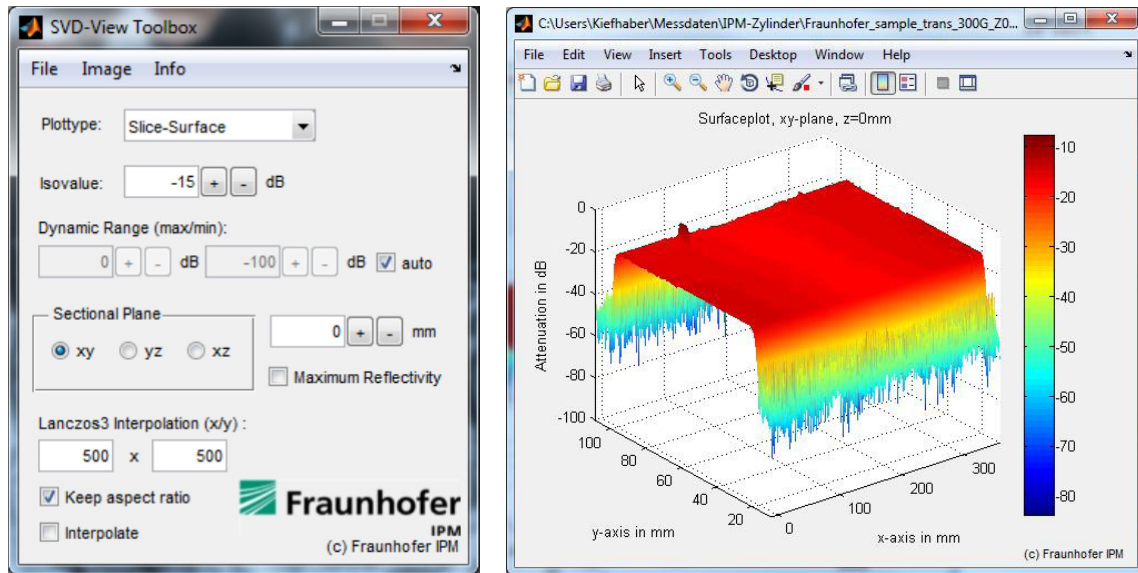 SVD-View Toolbox
File Image Info
Plottype: Slice-Surface
Isovalue: -15 + - dB
Dynamic Range (max/min):
0 + - dB -100 + - dB auto
Sectional Plane
xy yz xz
0 + - mm
Maximum Reflectivity
Lanczos3 Interpolation (x/y) :
500 x 500
Keep aspect ratio
Interpolate
Fraunhofer
IPM
(c) Fraunhofer IPM
C:\Users\Kiefhaber\Messdaten\IPM-Zylinder\Fraunhofer_sample_trans_300G_Z0...
File Edit View Insert Tools Desktop Window Help
Surfaceplot, xy-plane, z=0mm
Attenuation in dB
0
-20
-40
-60
-80
-100
100
80
60
40
20
y-axis in mm
0
100
200
300
x-axis in mm
-10
-20
-30
-40
-50
-60
-70
-80
(c) Fraunhofer IPM